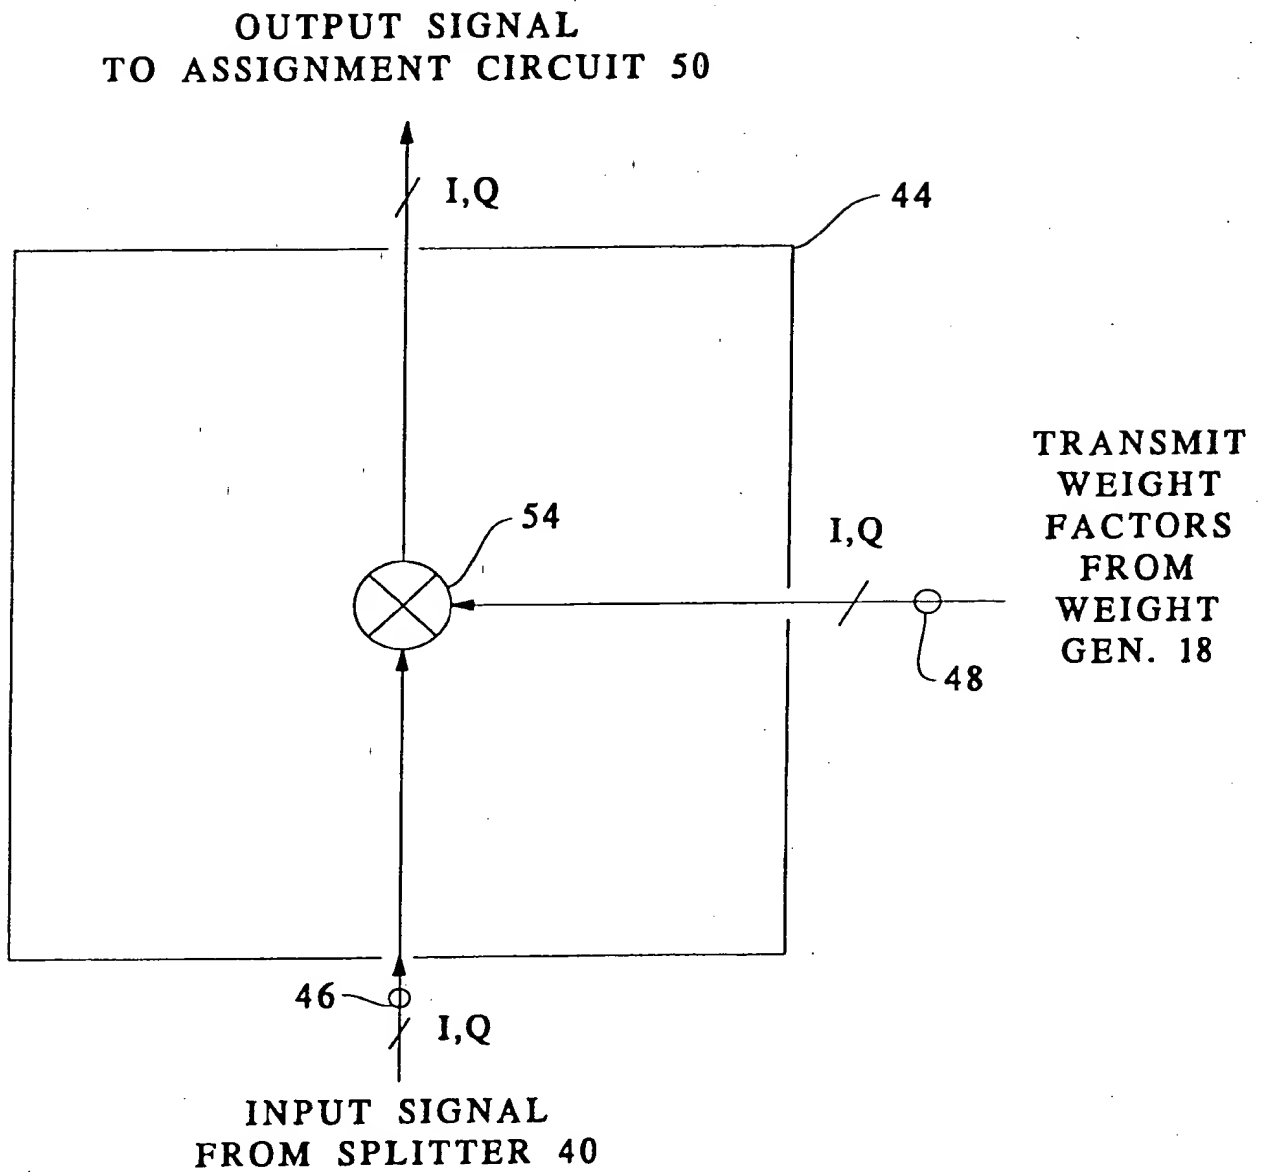 OUTPUT SIGNAL
TO ASSIGNMENT CIRCUIT 50
I,Q
44
54
I,Q
TRANSMIT
WEIGHT
FACTORS
FROM
WEIGHT
GEN. 18
48
46
I,Q
INPUT SIGNAL
FROM SPLITTER 40